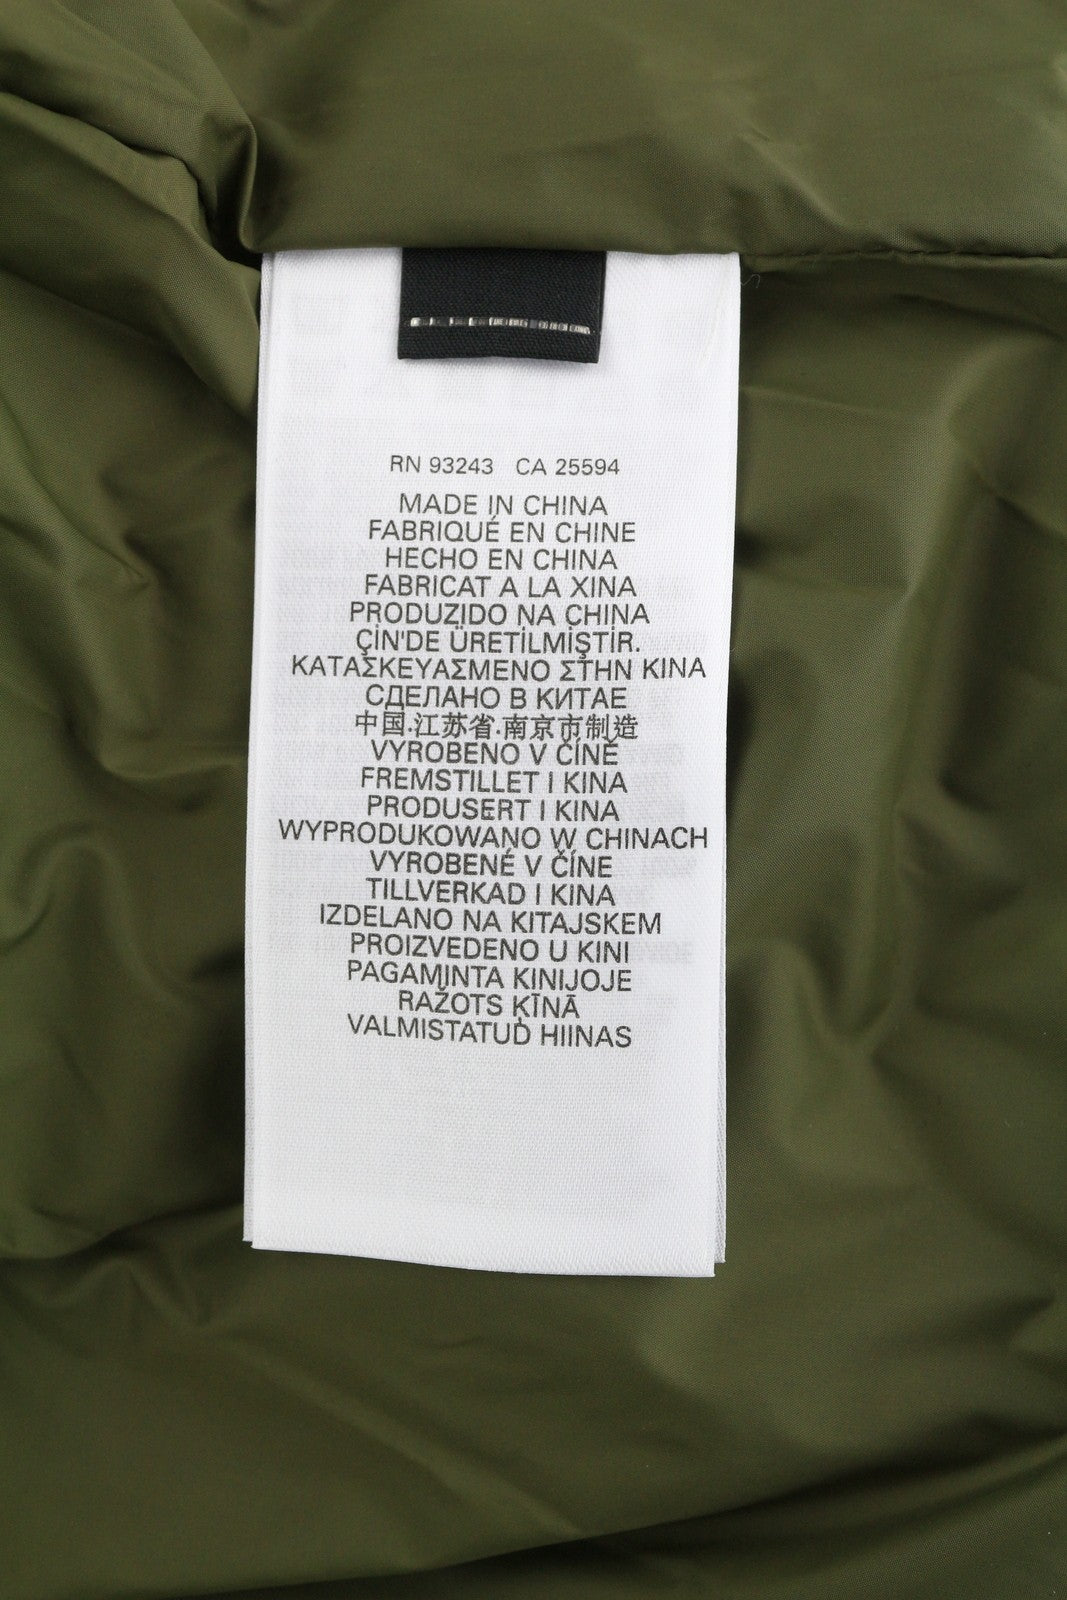 RN 93243 CA 25594
MADE IN CHINA
FABRIQUÉ EN CHINE
HECHO EN CHINA
FABRICAT A LA XINA
PRODUZIDO NA CHINA
ÇİN'DE ÜRETİLMİŞTİR.
ΚΑΤΑΣΚΕΥΑΣΜΕΝΟ ΣΤΗΝ ΚΙΝΑ
СДЕЛАНО В КИТАЕ
中国.江苏省.南京市制造
VYROBENO V ČÍNĚ
FREMSTILLET I KINA
PRODUSERT I KINA
WYPRODUKOWANO W CHINACH
VYROBENÉ V ČÍNE
TILLVERKAD I KINA
IZDELANO NA KITAJSKEM
PROIZVEDENO U KINI
PAGAMINTA KINIJOJE
RAŽOTS ĶĪNĀ
VALMISTATUD HIINAS